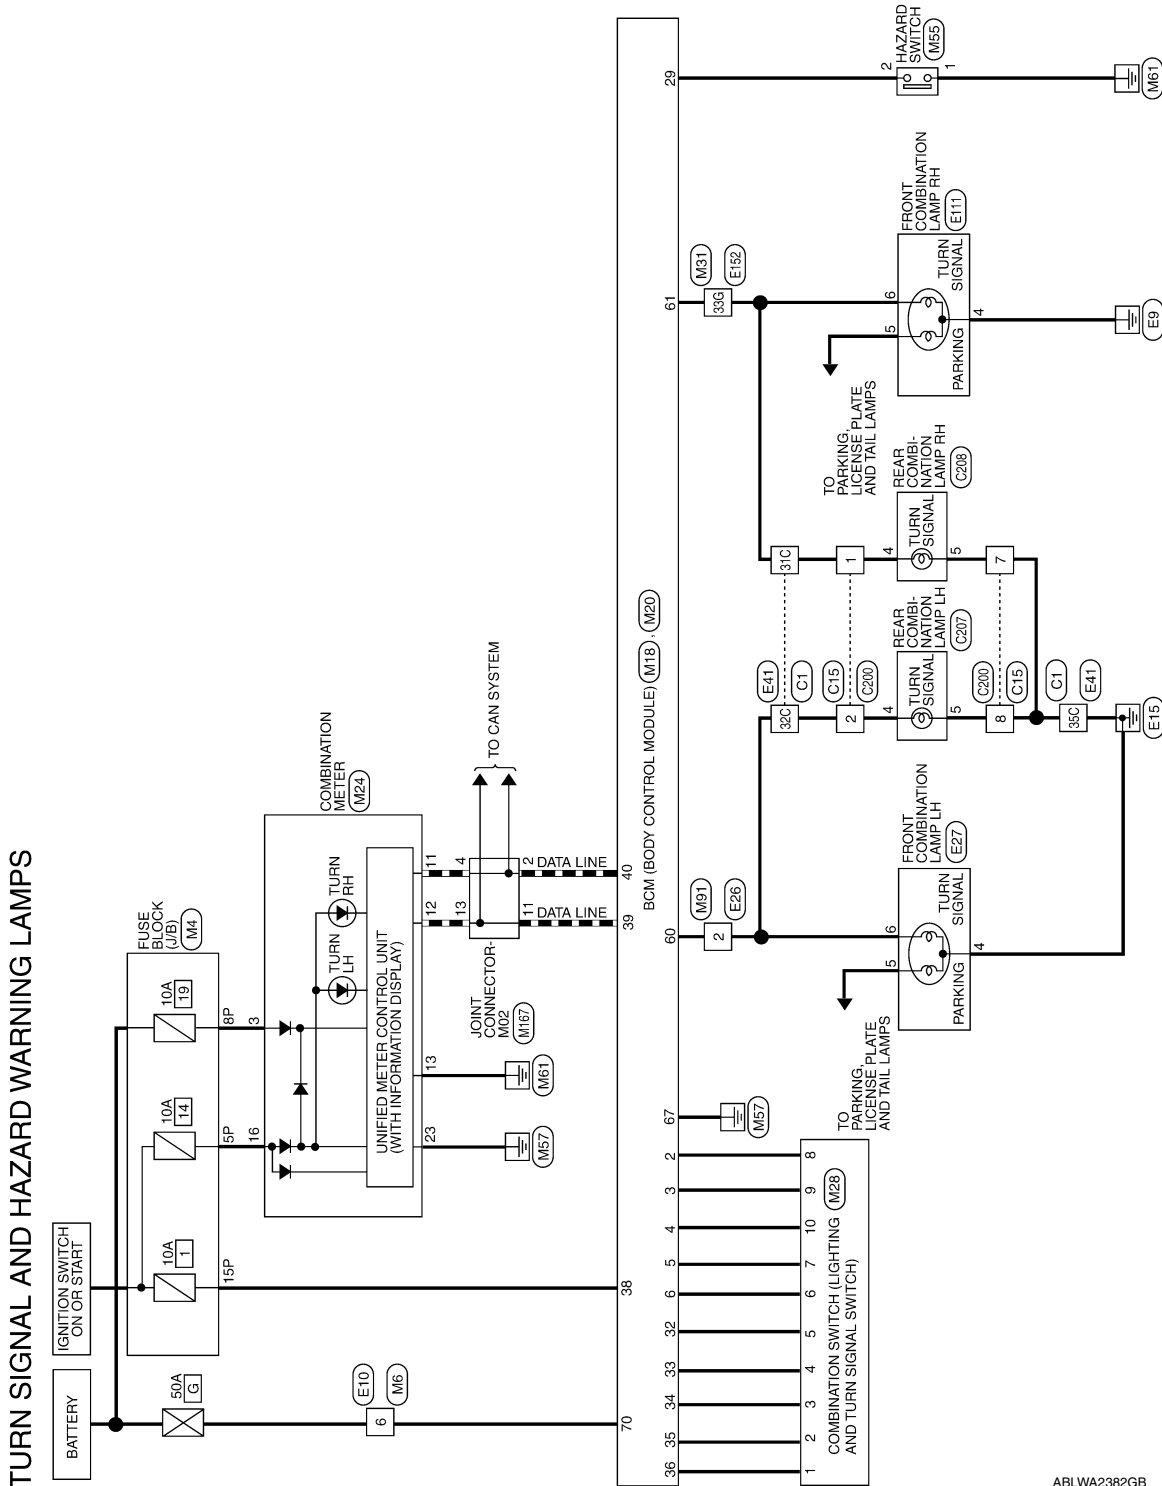 TURN SIGNAL AND HAZARD WARNING LAMPS
BATTERY
IGNITION SWITCH
ON OR START
50A
G
E10
M6
6
70
FUSE
BLOCK
(J/B)
M4
10A
1
10A
14
10A
19
15P
5P
8P
38
16
3
COMBINATION
METER
M24
TURN
LH
TURN
RH
UNIFIED METER CONTROL UNIT
(WITH INFORMATION DISPLAY)
23
13
12
11
M57
M61
13
4
JOINT
CONNECTOR-
M02
M167
11
2
DATA LINE
DATA LINE
TO CAN SYSTEM
39
40
BCM (BODY CONTROL MODULE)
M18
,
M20
36
35
34
33
32
6
5
4
3
2
67
60
61
29
1
2
3
4
5
6
7
10
9
8
COMBINATION SWITCH (LIGHTING
AND TURN SIGNAL SWITCH)
M28
M57
M91
E26
2
TO
PARKING,
LICENSE PLATE
AND TAIL LAMPS
5
6
PARKING
TURN
SIGNAL
4
FRONT
COMBINATION
LAMP LH
E27
E41
C1
32C
31C
C15
C200
2
1
4
TURN
SIGNAL
5
REAR
COMBI-
NATION
LAMP LH
C207
4
TURN
SIGNAL
5
REAR
COMBI-
NATION
LAMP RH
C208
C200
C15
8
7
C1
E41
35C
E15
M31
E152
33G
TO
PARKING,
LICENSE PLATE
AND TAIL LAMPS
5
6
PARKING
TURN
SIGNAL
4
FRONT
COMBINATION
LAMP RH
E111
E9
2
1
HAZARD
SWITCH
M55
M61
ABLWA2382GB